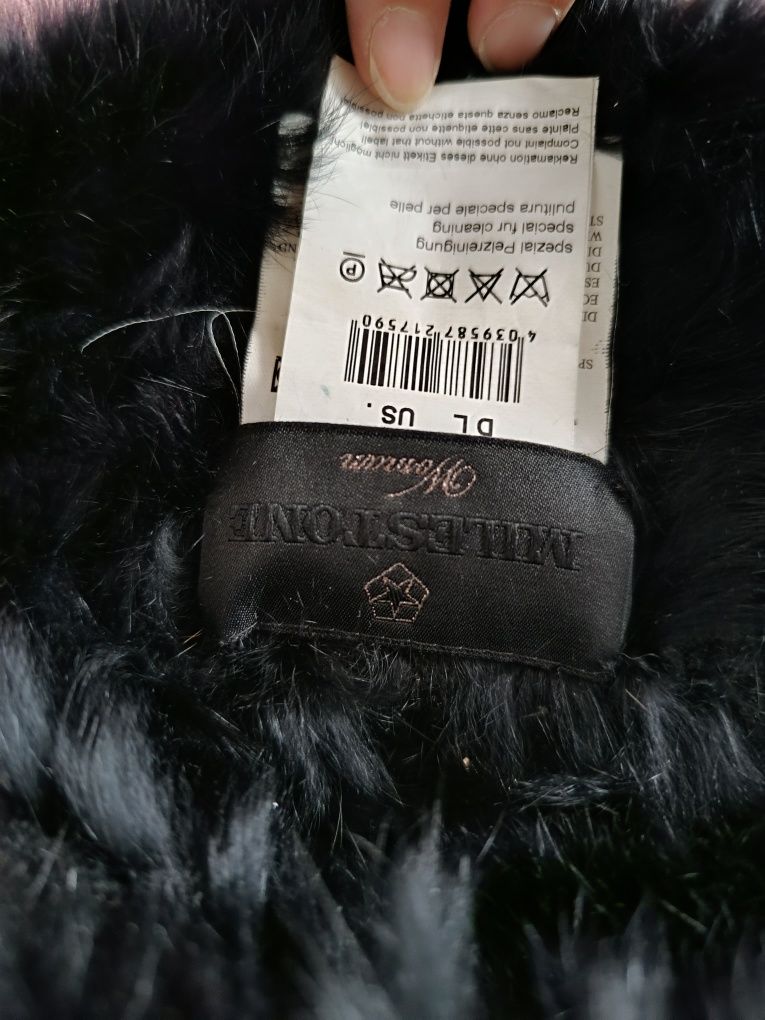 MILESTONE
Woman
DL US.
4 039587 217590
P
spezial Pelzreinigung
special fur cleaning
pulitura speciale per pelle
Reklamation ohne dieses Etikett nicht möglich!
Complaint not possible without that label!
Plainte sans cette etiquette non possible!
Reclamo senza questa etichetta non possibile!